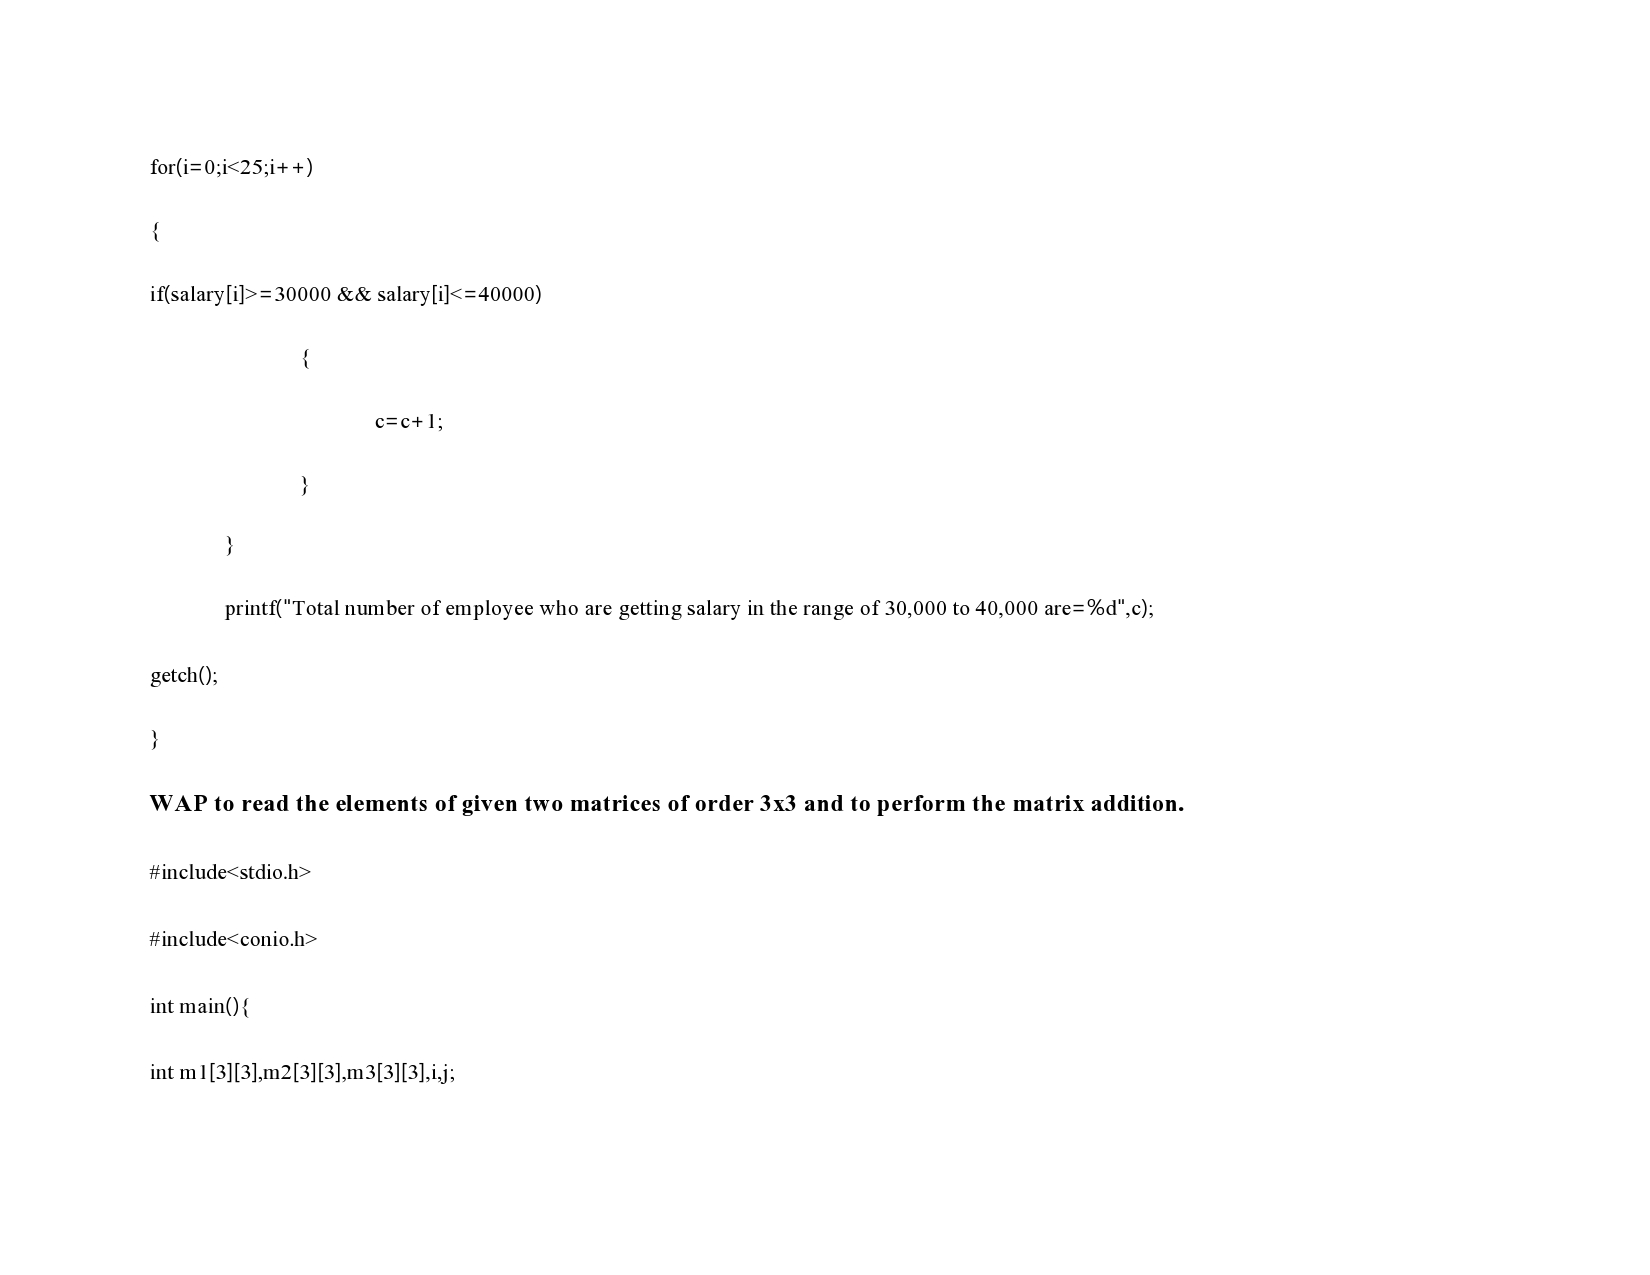 for(i=0;i<25;i++)
{
if(salary[i]>=30000 && salary[i]<=40000)
{
c=c+1;
}
}
printf("Total number of employee who are getting salary in the range of 30,000 to 40,000 are=%d",c);
getch();
}
WAP to read the elements of given two matrices of order 3x3 and to perform the matrix addition.
#include<stdio.h>
#include<conio.h>
int main(){
int m1[3][3],m2[3][3],m3[3][3],i,j;